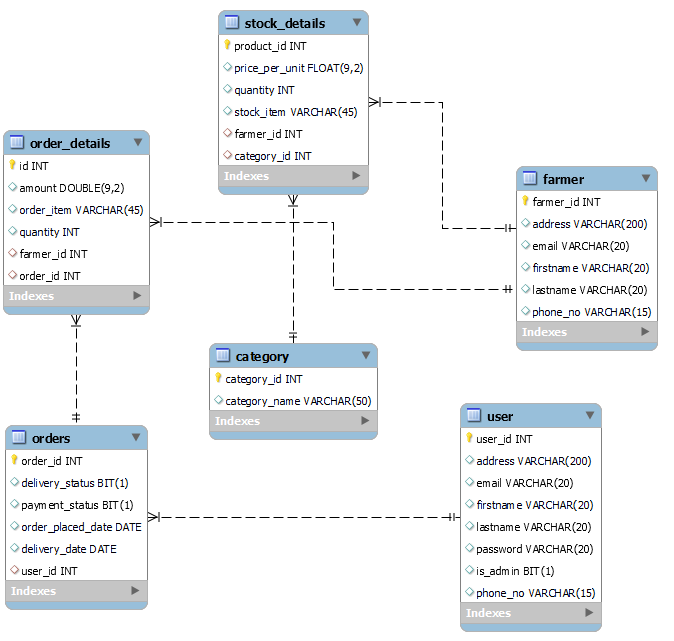 stock_details
product_id INT
price_per_unit FLOAT(9,2)
quantity INT
stock_item VARCHAR(45)
farmer_id INT
category_id INT
Indexes
order_details
id INT
amount DOUBLE(9,2)
order_item VARCHAR(45)
quantity INT
farmer_id INT
order_id INT
Indexes
farmer
farmer_id INT
address VARCHAR(200)
email VARCHAR(20)
firstname VARCHAR(20)
lastname VARCHAR(20)
phone_no VARCHAR(15)
Indexes
category
category_id INT
category_name VARCHAR(50)
Indexes
orders
order_id INT
delivery_status BIT(1)
payment_status BIT(1)
order_placed_date DATE
delivery_date DATE
user_id INT
Indexes
user
user_id INT
address VARCHAR(200)
email VARCHAR(20)
firstname VARCHAR(20)
lastname VARCHAR(20)
password VARCHAR(20)
is_admin BIT(1)
phone_no VARCHAR(15)
Indexes